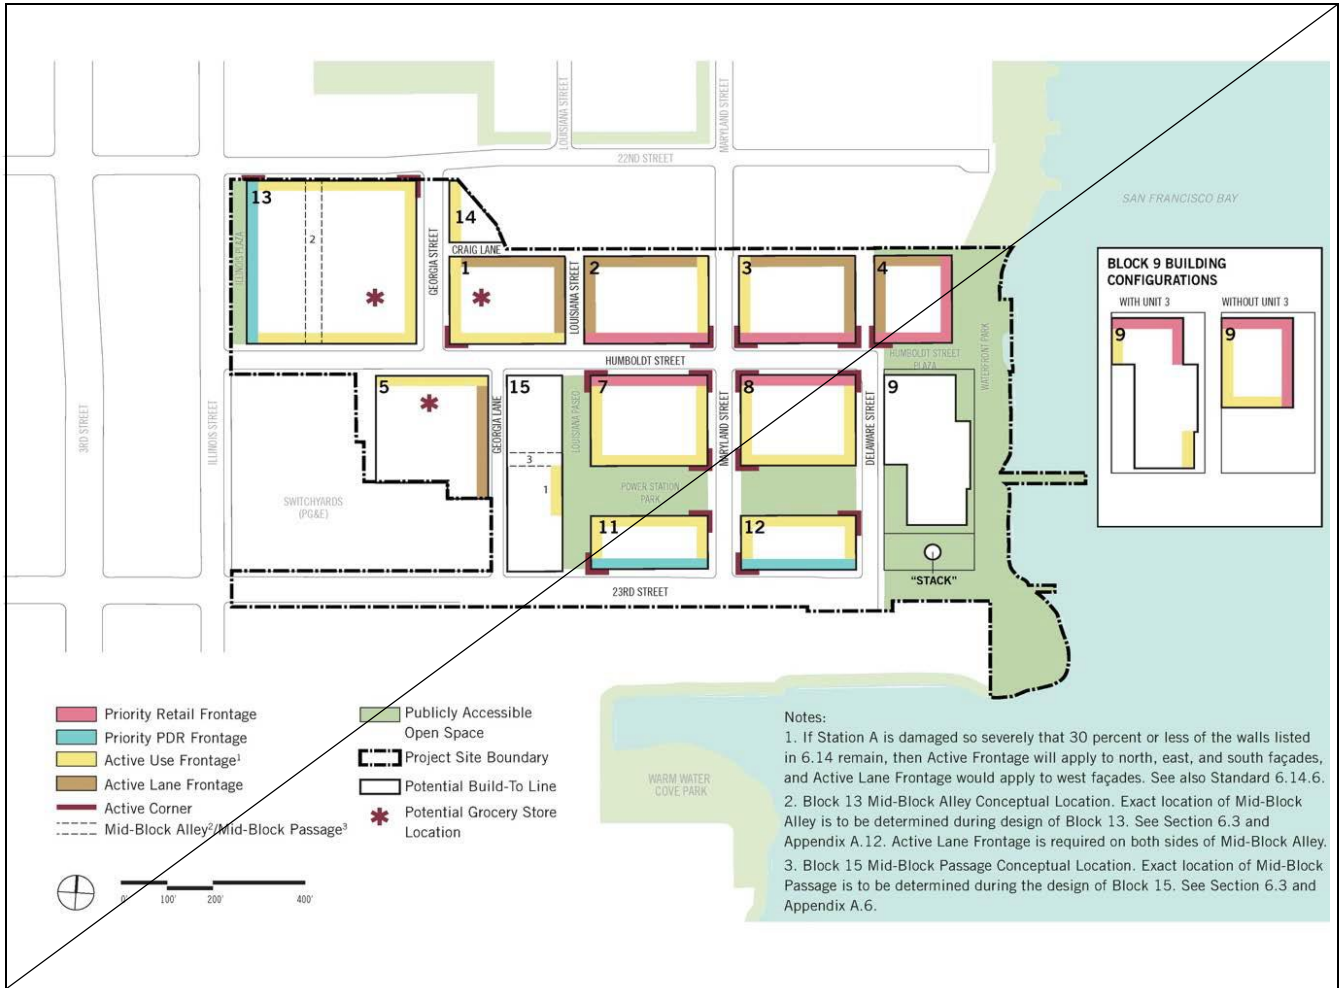 LOUISIANA STREET
MARYLAND STREET
22ND STREET
SAN FRANCISCO BAY
13
ILLINOIS PLAZA
2
GEORGIA STREET
14
CRAIG LANE
1
LOUISIANA STREET
2
3
4
WATERFRONT PARK
HUMBOLDT STREET
HUMBOLDT STREET
PLAZA
BLOCK 9 BUILDING
CONFIGURATIONS
WITH UNIT 3
WITHOUT UNIT 3
9
9
3RD STREET
ILLINOIS STREET
5
GEORGIA LANE
15
3
1
LOUISIANA PASEO
7
MARYLAND STREET
8
DELAWARE STREET
9
SWITCHYARDS
(PG&E)
POWER STATION
PARK
11
12
"STACK"
23RD STREET
WARM WATER
COVE PARK
Priority Retail Frontage
Priority PDR Frontage
Active Use Frontage¹
Active Lane Frontage
Active Corner
Mid-Block Alley²/Mid-Block Passage³
Publicly Accessible
Open Space
Project Site Boundary
Potential Build-To Line
Potential Grocery Store
Location
0'
100'
200'
400'
Notes:
1. If Station A is damaged so severely that 30 percent or less of the walls listed
in 6.14 remain, then Active Frontage will apply to north, east, and south façades,
and Active Lane Frontage would apply to west façades. See also Standard 6.14.6.
2. Block 13 Mid-Block Alley Conceptual Location. Exact location of Mid-Block
Alley is to be determined during design of Block 13. See Section 6.3 and
Appendix A.12. Active Lane Frontage is required on both sides of Mid-Block Alley.
3. Block 15 Mid-Block Passage Conceptual Location. Exact location of Mid-Block
Passage is to be determined during the design of Block 15. See Section 6.3 and
Appendix A.6.